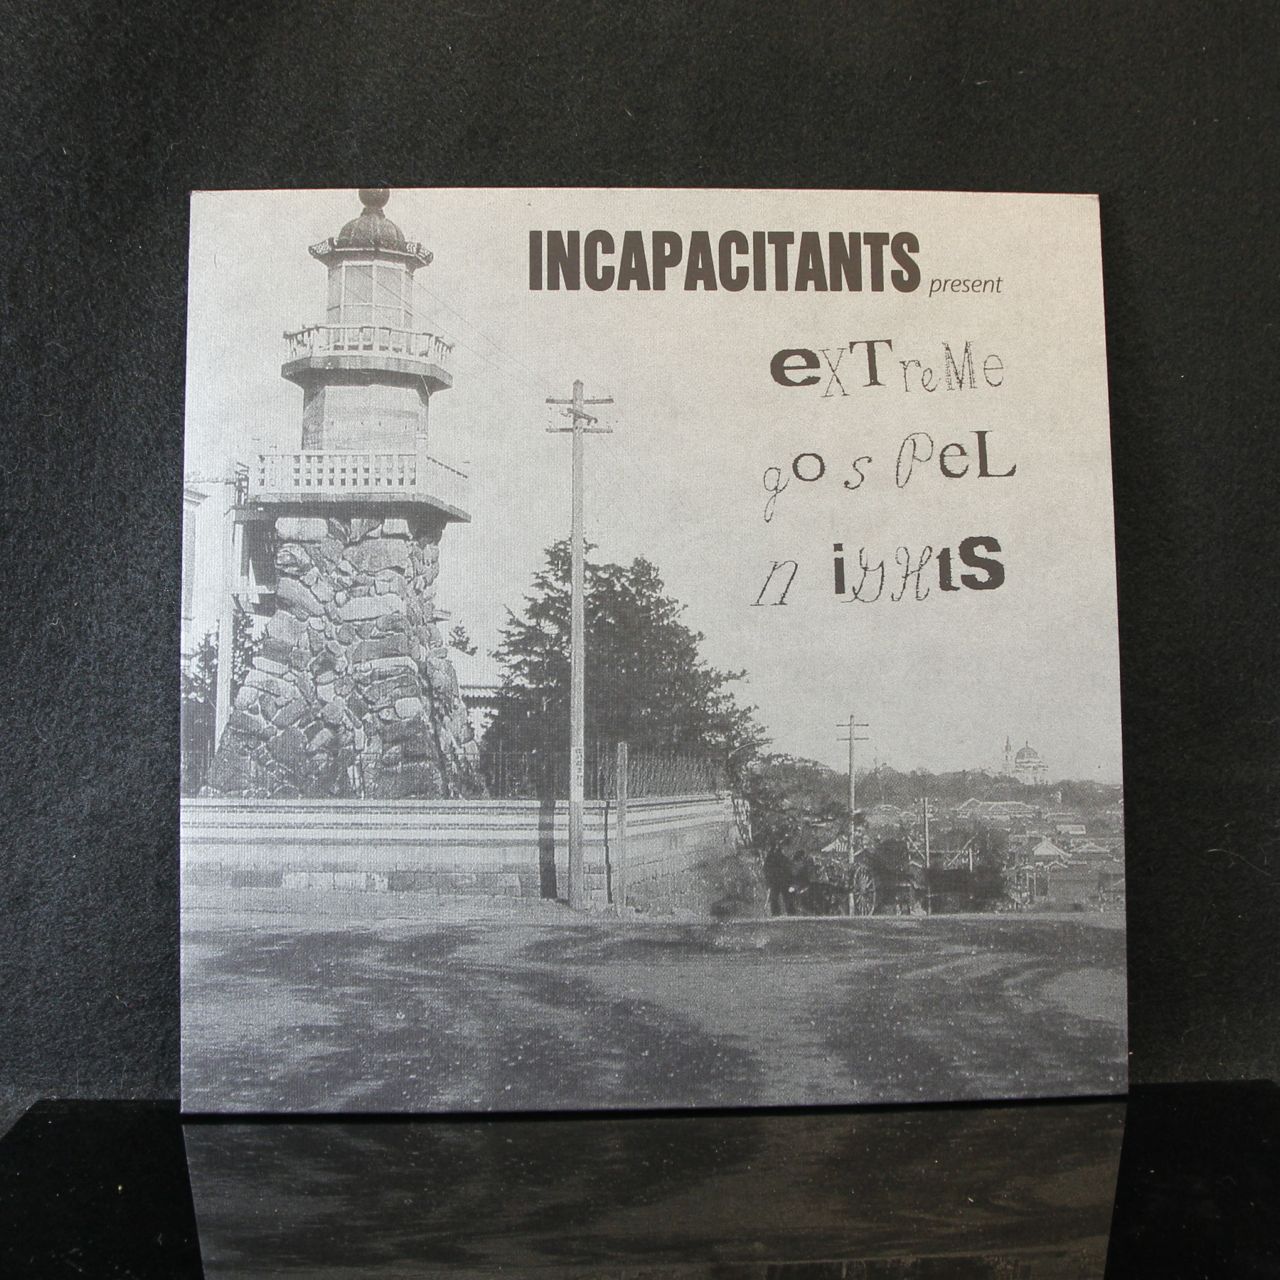 INCAPACITANTS present
eXTreMe
gospeL
niGHtS